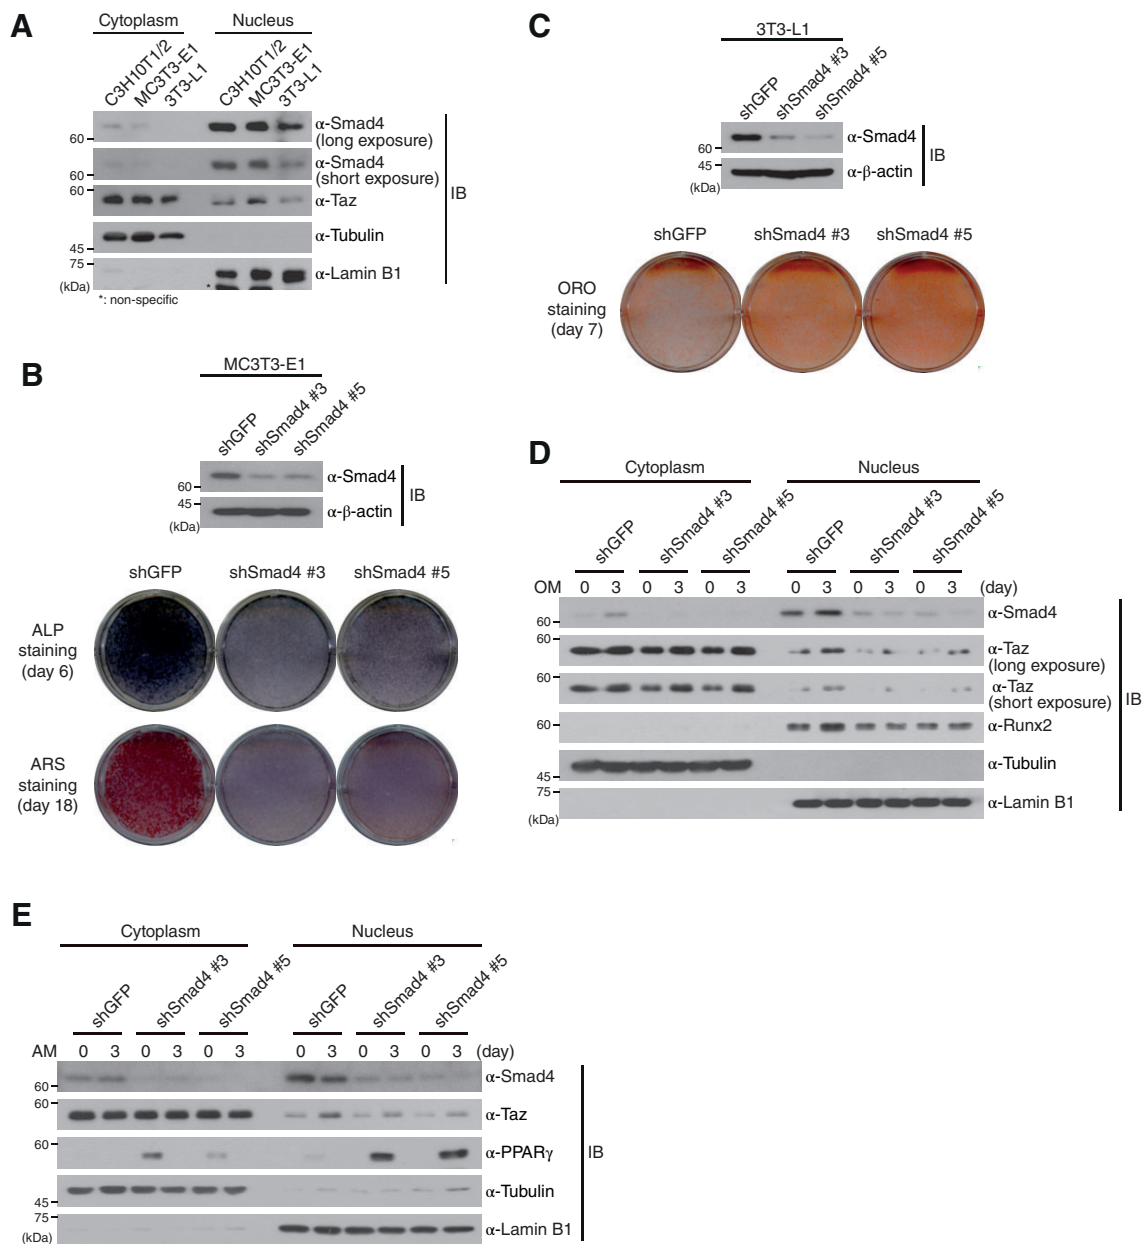 A
Cytoplasm
Nucleus
C3H10T1/2
MC3T3-E1
3T3-L1
C3H10T1/2
MC3T3-E1
3T3-L1
60
α-Smad4
(long exposure)
60
α-Smad4
(short exposure)
60
α-Taz
α-Tubulin
45
75
α-Lamin B1
(kDa)
*
*: non-specific
IB
B
MC3T3-E1
shGFP
shSmad4 #3
shSmad4 #5
60
α-Smad4
45
α-β-actin
(kDa)
IB
shGFP
shSmad4 #3
shSmad4 #5
ALP
staining
(day 6)
ARS
staining
(day 18)
C
3T3-L1
shGFP
shSmad4 #3
shSmad4 #5
α-Smad4
60
45
α-β-actin
(kDa)
IB
shGFP
shSmad4 #3
shSmad4 #5
ORO
staining
(day 7)
D
Cytoplasm
Nucleus
shGFP
shSmad4 #3
shSmad4 #5
shGFP
shSmad4 #3
shSmad4 #5
OM 0 3 0 3 0 3 0 3 0 3 0 3 (day)
α-Smad4
60
60
α-Taz
(long exposure)
60
α-Taz
(short exposure)
60
α-Runx2
α-Tubulin
45
75
α-Lamin B1
(kDa)
IB
E
Cytoplasm
Nucleus
shGFP
shSmad4 #3
shSmad4 #5
shGFP
shSmad4 #3
shSmad4 #5
AM 0 3 0 3 0 3 0 3 0 3 0 3 (day)
α-Smad4
60
60
α-Taz
60
α-PPARγ
α-Tubulin
45
75
α-Lamin B1
(kDa)
IB